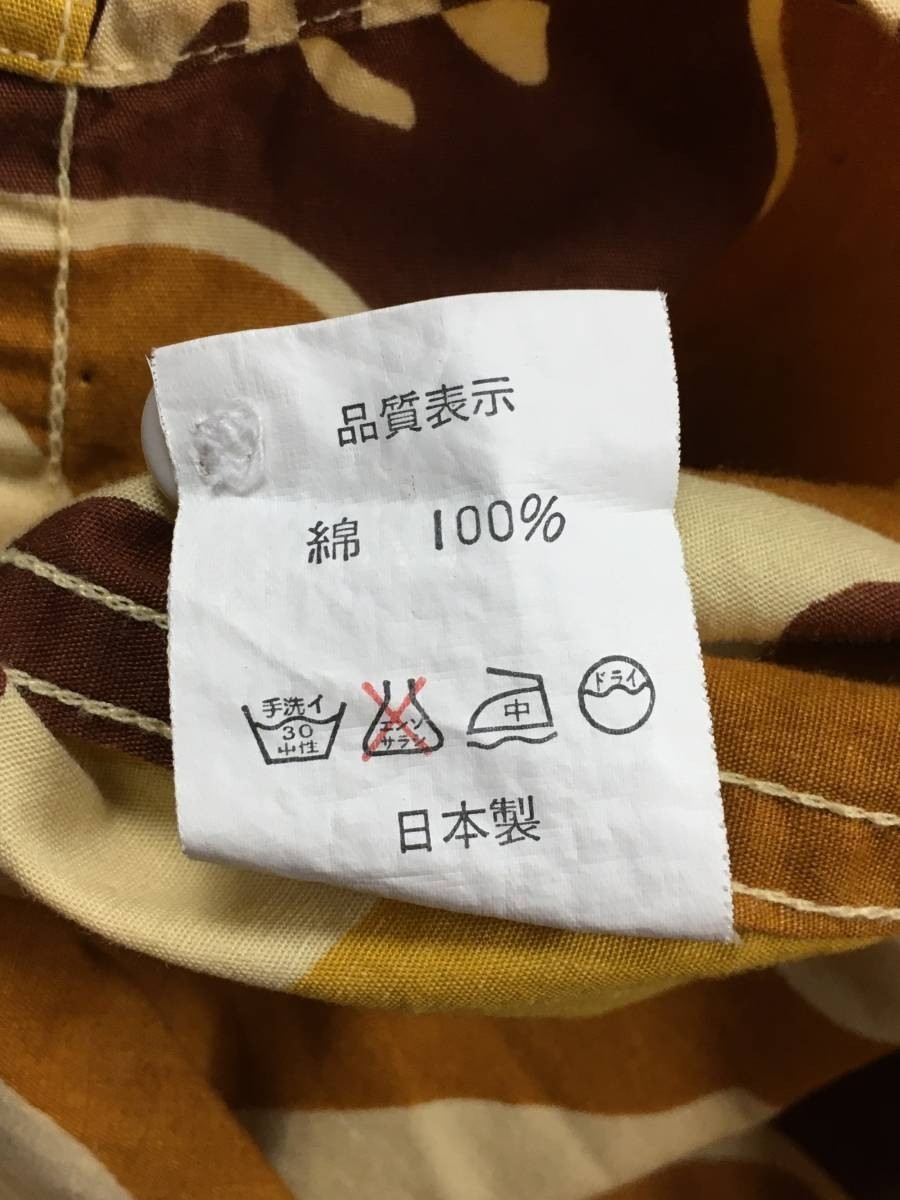 品質表示
綿 100%
手洗イ
30
中性
エンソ
サラシ
中
ドライ
日本製